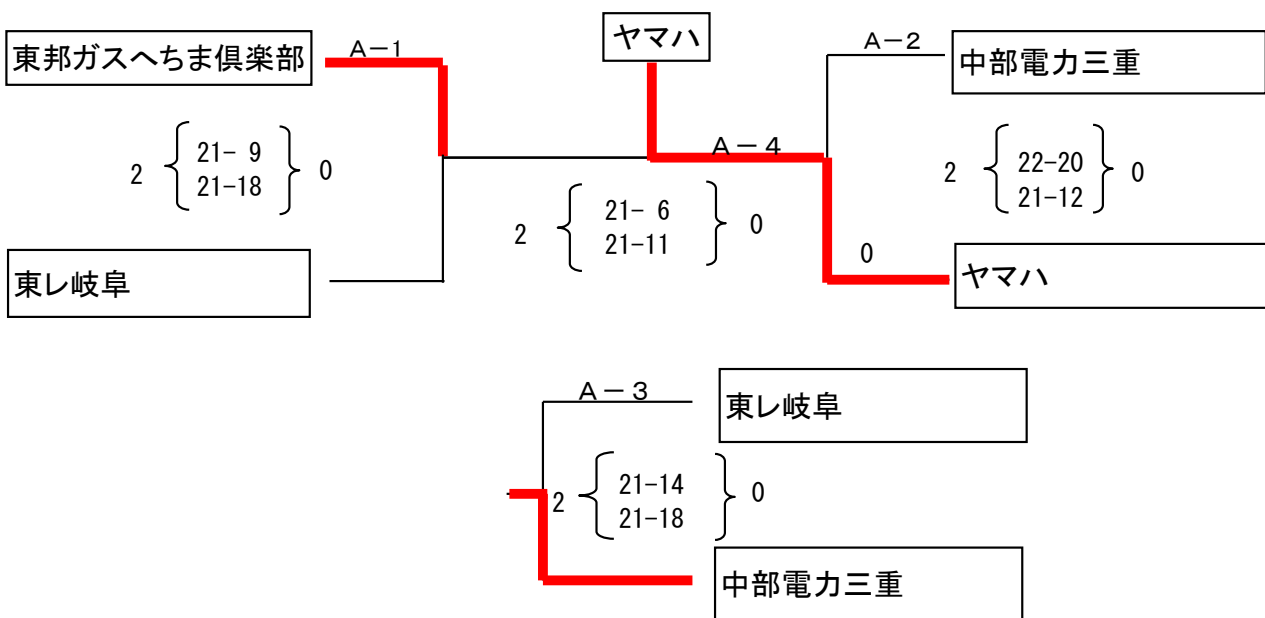 東邦ガスへちま倶楽部
A-1
ヤマハ
A-2
中部電力三重
2
21- 9
21-18
0
A-4
2
22-20
21-12
0
2
21- 6
21-11
0
東レ岐阜
0
ヤマハ
A-3
東レ岐阜
2
21-14
21-18
0
中部電力三重